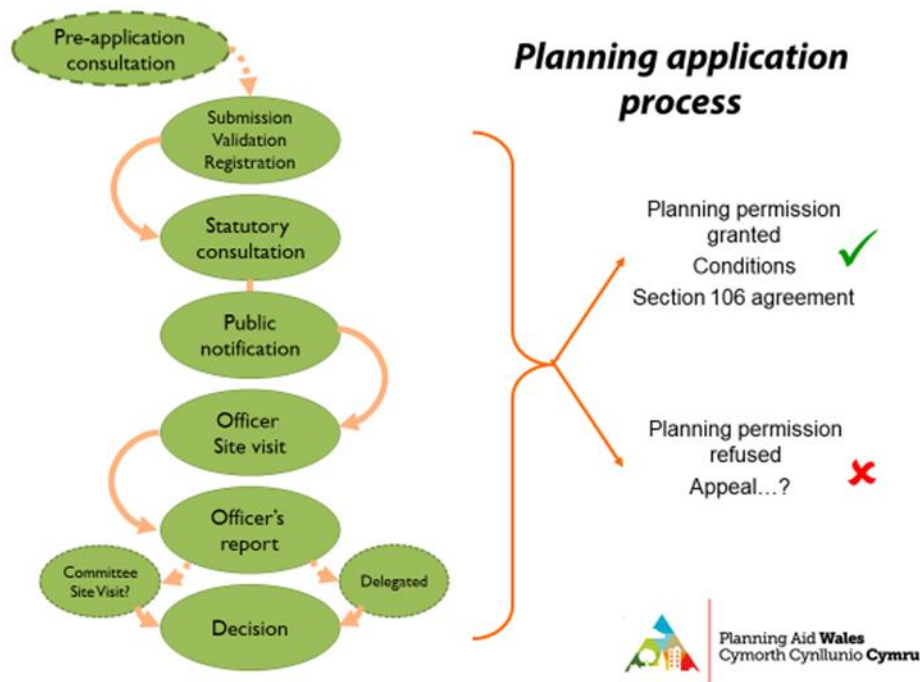 Planning application
process
Pre-application
consultation
Submission
Validation
Registration
Statutory
consultation
Public
notification
Officer
Site visit
Officer's
report
Committee
Site Visit?
Delegated
Decision
Planning permission
granted
Conditions
Section 106 agreement
Planning permission
refused
Appeal...?
Planning Aid Wales
Cymorth Cynllunio Cymru